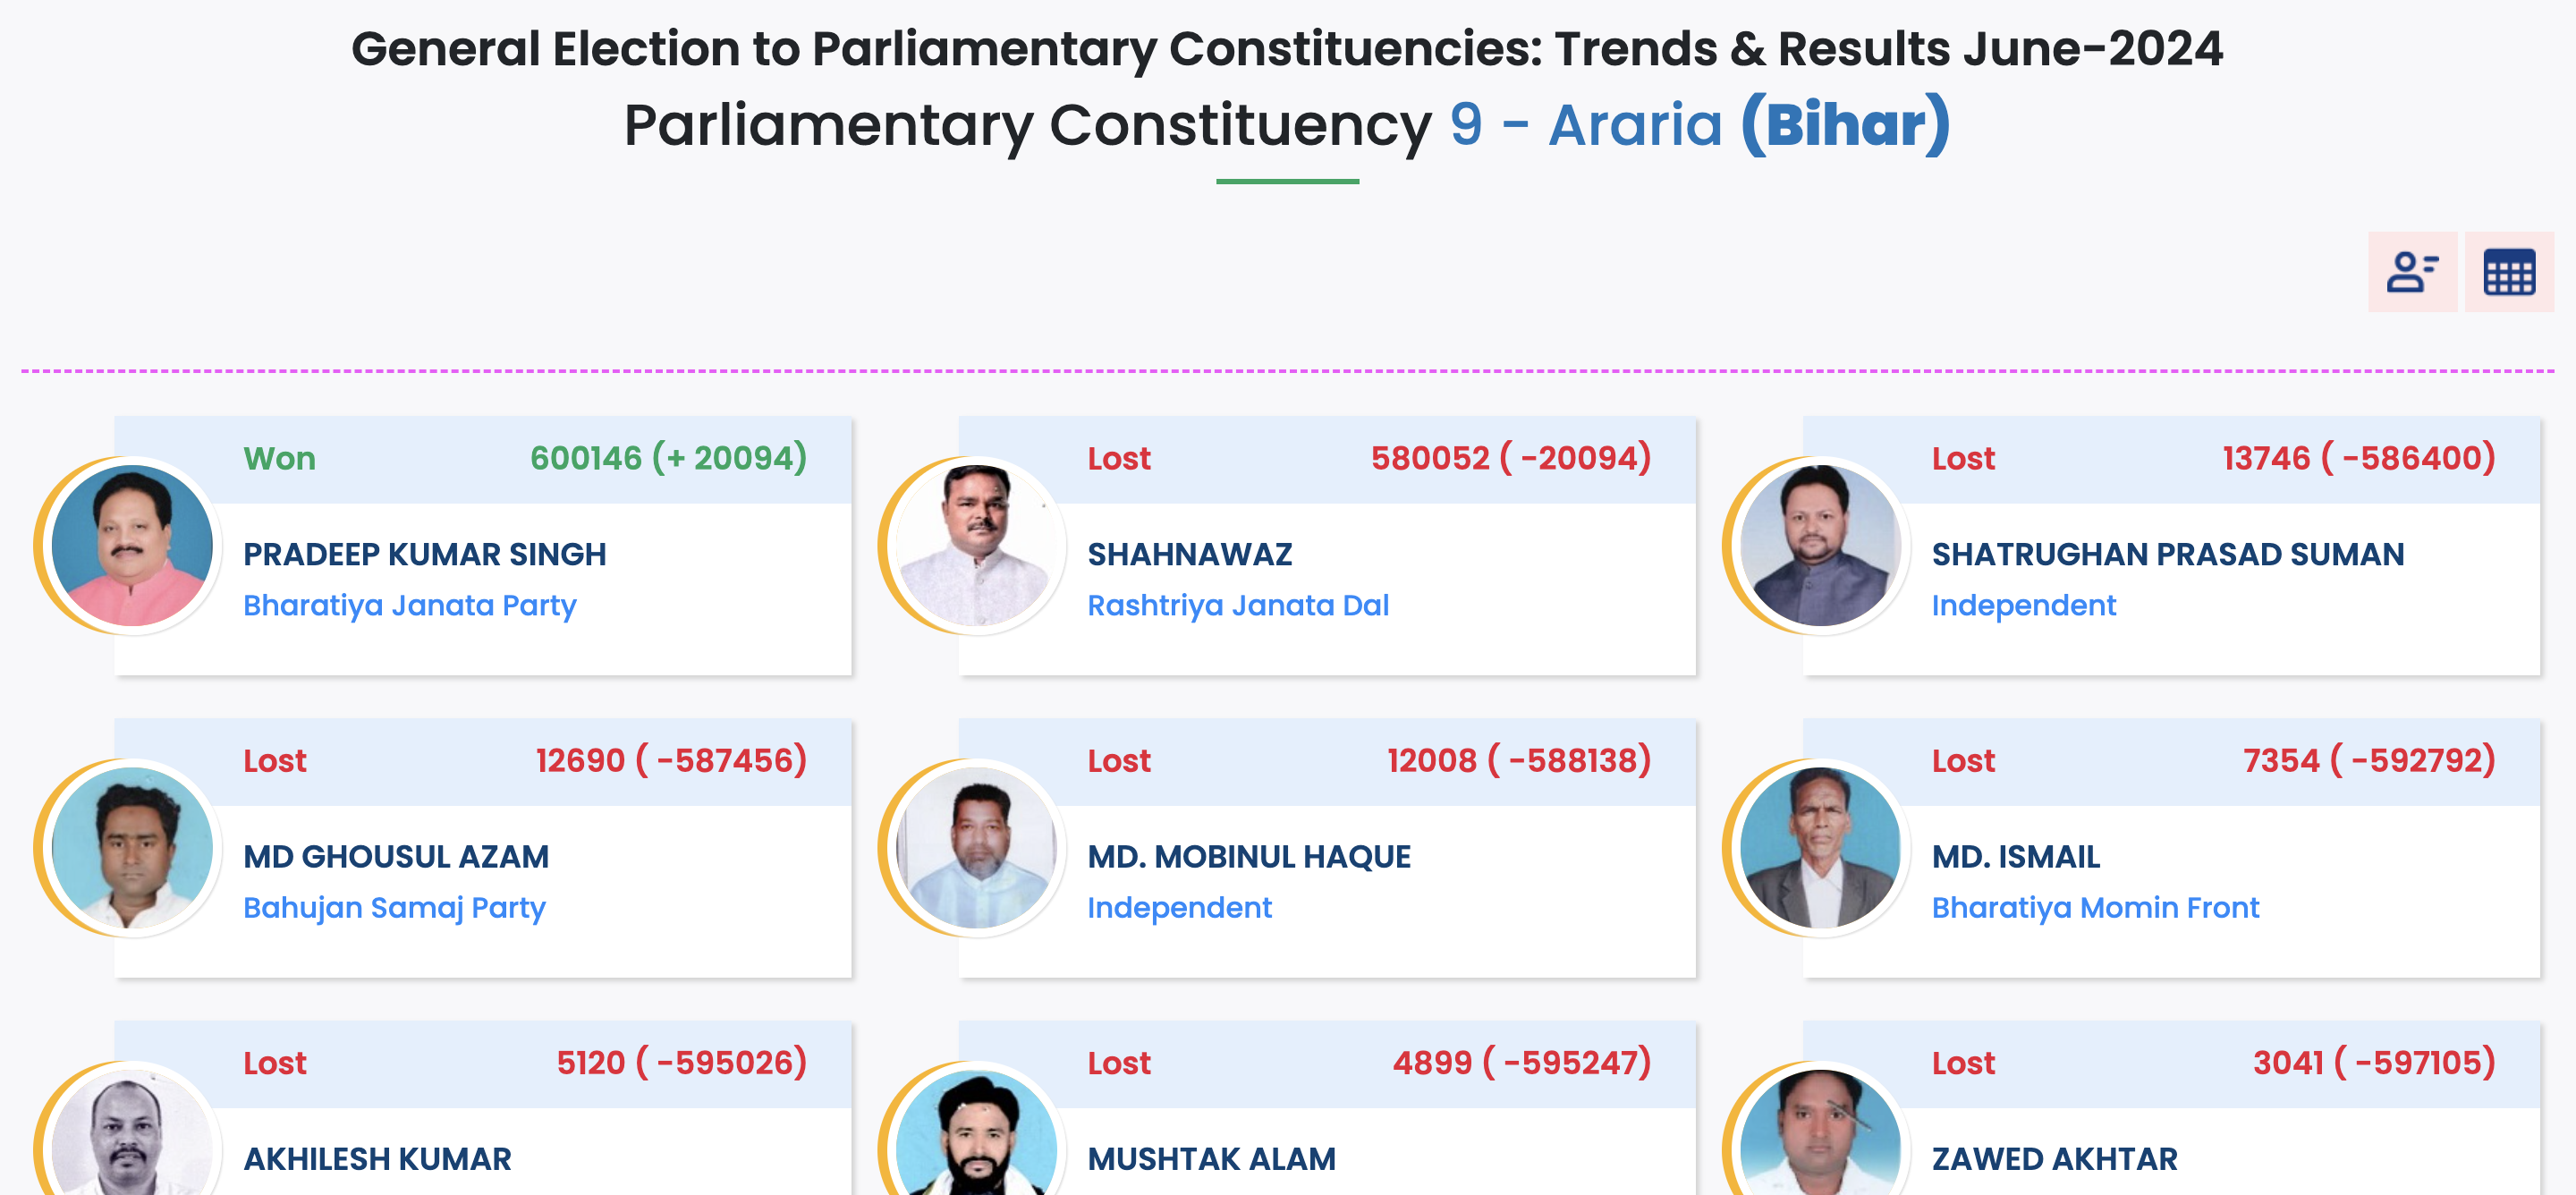 General Election to Parliamentary Constituencies: Trends & Results June-2024
Parliamentary Constituency 9 - Araria (Bihar)
Won 600146 (+ 20094)
PRADEEP KUMAR SINGH
Bharatiya Janata Party
Lost 580052 ( -20094)
SHAHNAWAZ
Rashtriya Janata Dal
Lost 13746 ( -586400)
SHATRUGHAN PRASAD SUMAN
Independent
Lost 12690 ( -587456)
MD GHOUSUL AZAM
Bahujan Samaj Party
Lost 12008 ( -588138)
MD. MOBINUL HAQUE
Independent
Lost 7354 ( -592792)
MD. ISMAIL
Bharatiya Momin Front
Lost 5120 ( -595026)
AKHILESH KUMAR
Lost 4899 ( -595247)
MUSHTAK ALAM
Lost 3041 ( -597105)
ZAWED AKHTAR